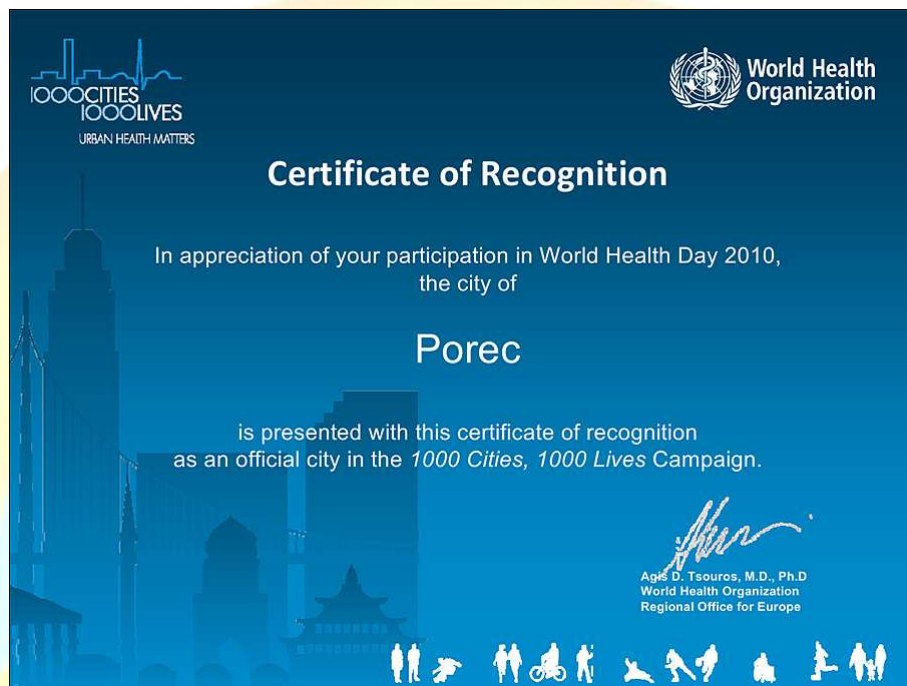 1000CITIES
1000LIVES
URBAN HEALTH MATTERS
World Health
Organization
Certificate of Recognition
In appreciation of your participation in World Health Day 2010,
the city of
Porec
is presented with this certificate of recognition
as an official city in the 1000 Cities, 1000 Lives Campaign.
Agis D. Tsouros, M.D., Ph.D
World Health Organization
Regional Office for Europe